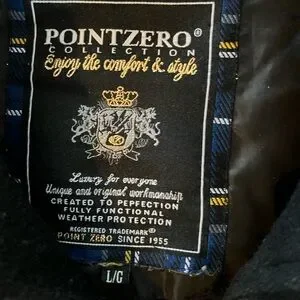 POINTZERO®
COLLECTION
Enjoy the comfort & style
Luxury for everyone
Unique and original workmanship
CREATED TO PEPFECTION
FULLY FUNCTIONAL
WEATHER PROTECTION
REGISTERED TRADEMARK®
POINT ZERO SINCE 1955
L/G